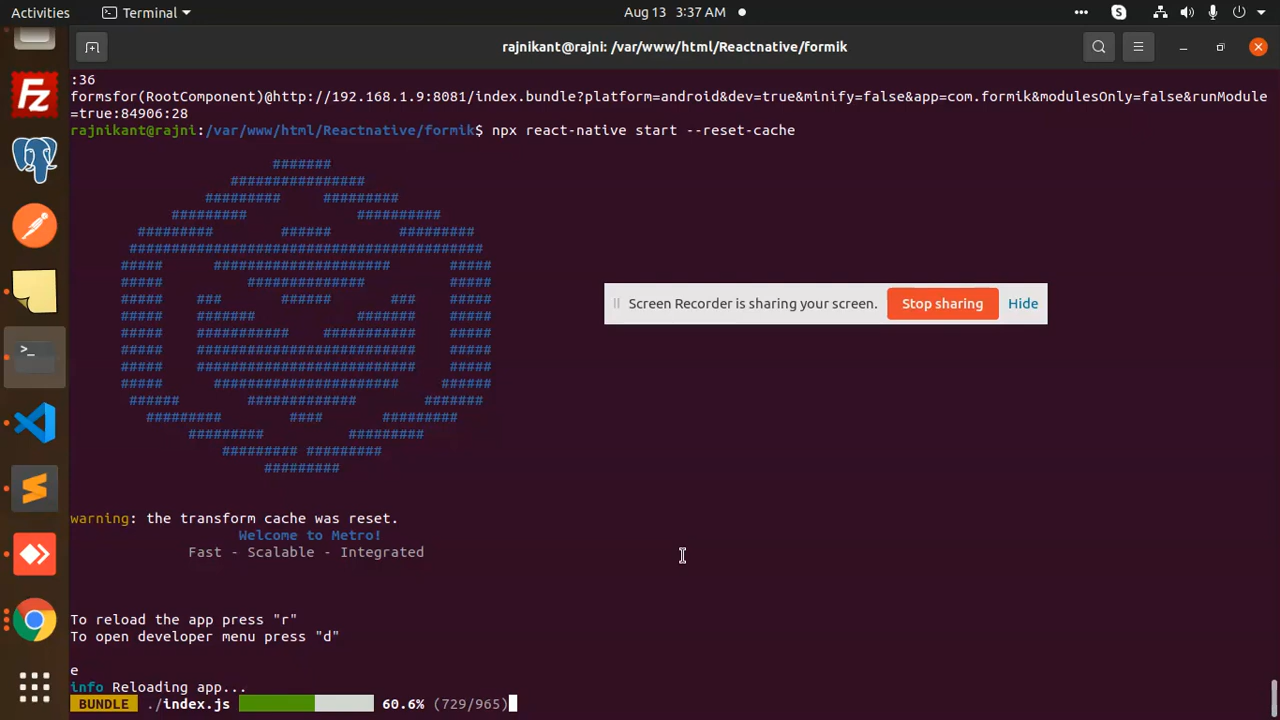 Activities
Terminal
Aug 13 3:37 AM
rajnikant@rajni: /var/www/html/Reactnative/formik
:36
formsfor(RootComponent)@http://192.168.1.9:8081/index.bundle?platform=android&dev=true&minify=false&app=com.formik&modulesOnly=false&runModule
=true:84906:28
rajnikant@rajni:/var/www/html/Reactnative/formik$ npx react-native start --reset-cache
#######
################
#########     #########
#########             ##########
#########        ######        #########
##########################################
#####      #####################       #####
#####          ##############          #####
#####    ###       ######       ###    #####
#####    #######            #######    #####
#####    ###########    ###########    #####
#####    ##########################    #####
#####    ##########################    #####
#####      ######################     ######
######        #############        #######
#########        ####       #########
#########          #########
######### #########
#########
Screen Recorder is sharing your screen.
Stop sharing
Hide
warning: the transform cache was reset.
Welcome to Metro!
Fast - Scalable - Integrated
To reload the app press "r"
To open developer menu press "d"
e
info Reloading app...
BUNDLE ./index.js 60.6% (729/965)